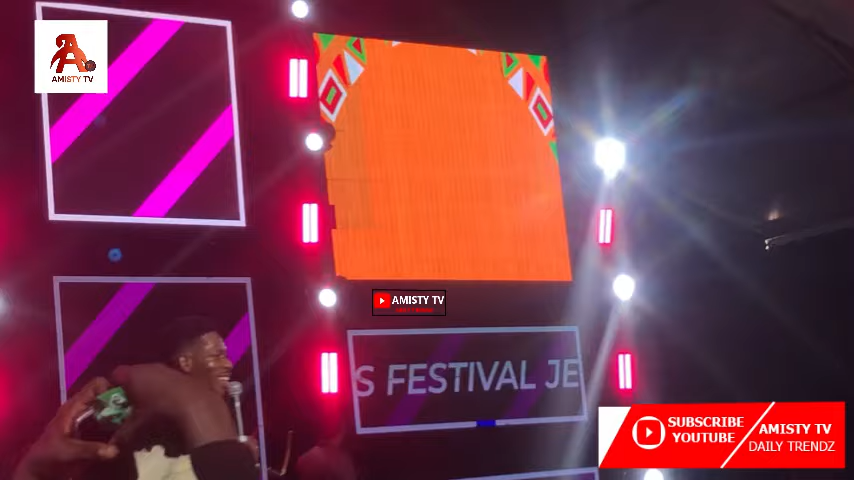 AMISTY TV
AMISTY TV
S FESTIVAL JE
SUBSCRIBE
YOUTUBE
AMISTY TV
DAILY TRENDZ